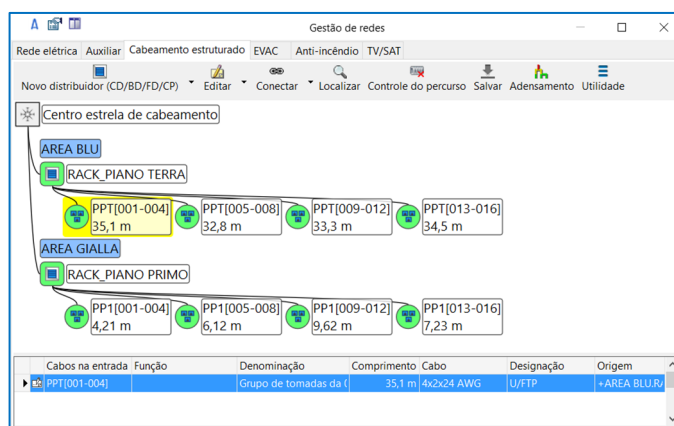 Gestão de redes
Rede elétrica Auxiliar Cabeamento estruturado EVAC Anti-incêndio TV/SAT
Novo distribuidor (CD/BD/FD/CP) Editar Conectar Localizar Controle do percurso Salvar Adensamento Utilidade
Centro estrela de cabeamento
AREA BLU
RACK_PIANO TERRA
PPT[001-004] PPT[005-008] PPT[009-012] PPT[013-016]
35,1 m 32,8 m 33,3 m 34,5 m
AREA GIALLA
RACK_PIANO PRIMO
PP1[001-004] PP1[005-008] PP1[009-012] PP1[013-016]
4,21 m 6,12 m 9,62 m 7,23 m
Cabos na entrada Função Denominação Comprimento Cabo Designação Origem
PPT[001-004] Grupo de tomadas da 35,1 m 4x2x24 AWG U/FTP +AREA BLU.R